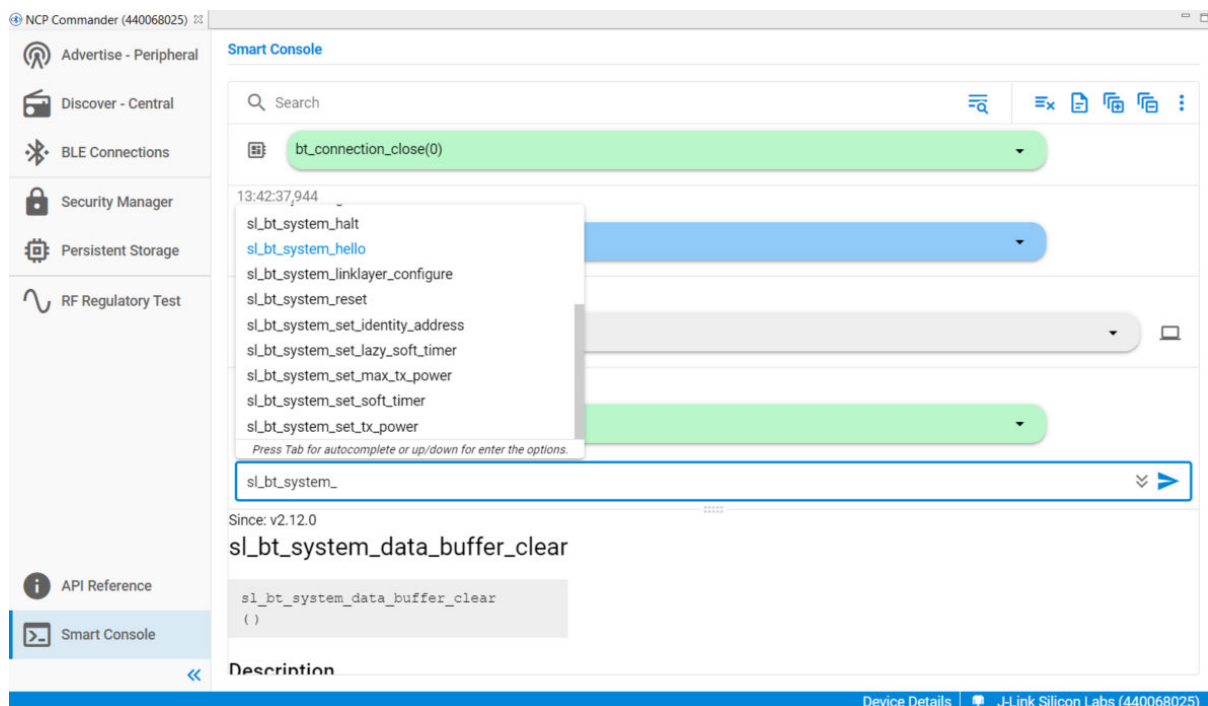 NCP Commander (440068025)
Advertise - Peripheral
Discover - Central
BLE Connections
Security Manager
Persistent Storage
RF Regulatory Test
API Reference
Smart Console
Smart Console
Search
bt_connection_close(0)
13:42:37,944
sl_bt_system_halt
sl_bt_system_hello
sl_bt_system_linklayer_configure
sl_bt_system_reset
sl_bt_system_set_identity_address
sl_bt_system_set_lazy_soft_timer
sl_bt_system_set_max_tx_power
sl_bt_system_set_soft_timer
sl_bt_system_set_tx_power
Press Tab for autocomplete or up/down for enter the options.
sl_bt_system_
Since: v2.12.0
sl_bt_system_data_buffer_clear
sl_bt_system_data_buffer_clear
()
Description
Device Details
J-Link Silicon Labs (440068025)